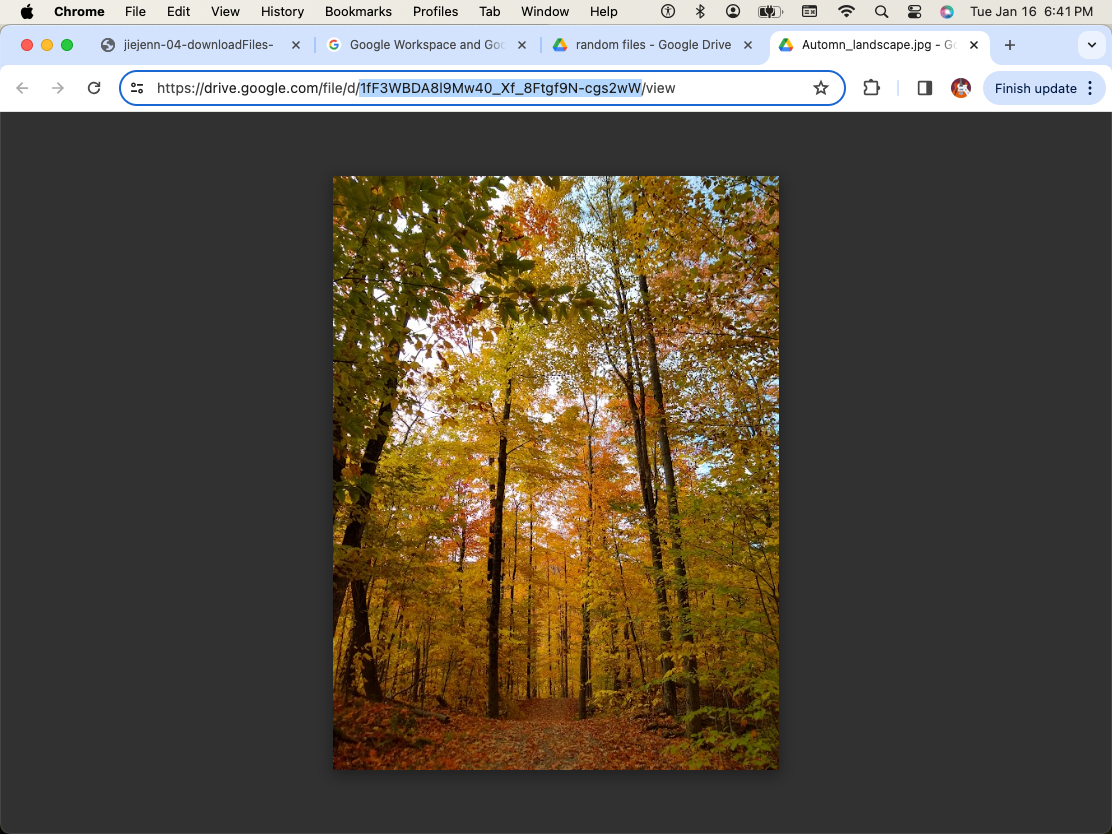 Chrome File Edit View History Bookmarks Profiles Tab Window Help Tue Jan 16 6:41 PM
jiejenn-04-downloadFiles- Google Workspace and Goo random files - Google Drive Automn_landscape.jpg - Go
https://drive.google.com/file/d/1fF3WBDA8I9Mw40_Xf_8Ftgf9N-cgs2wW/view Finish update